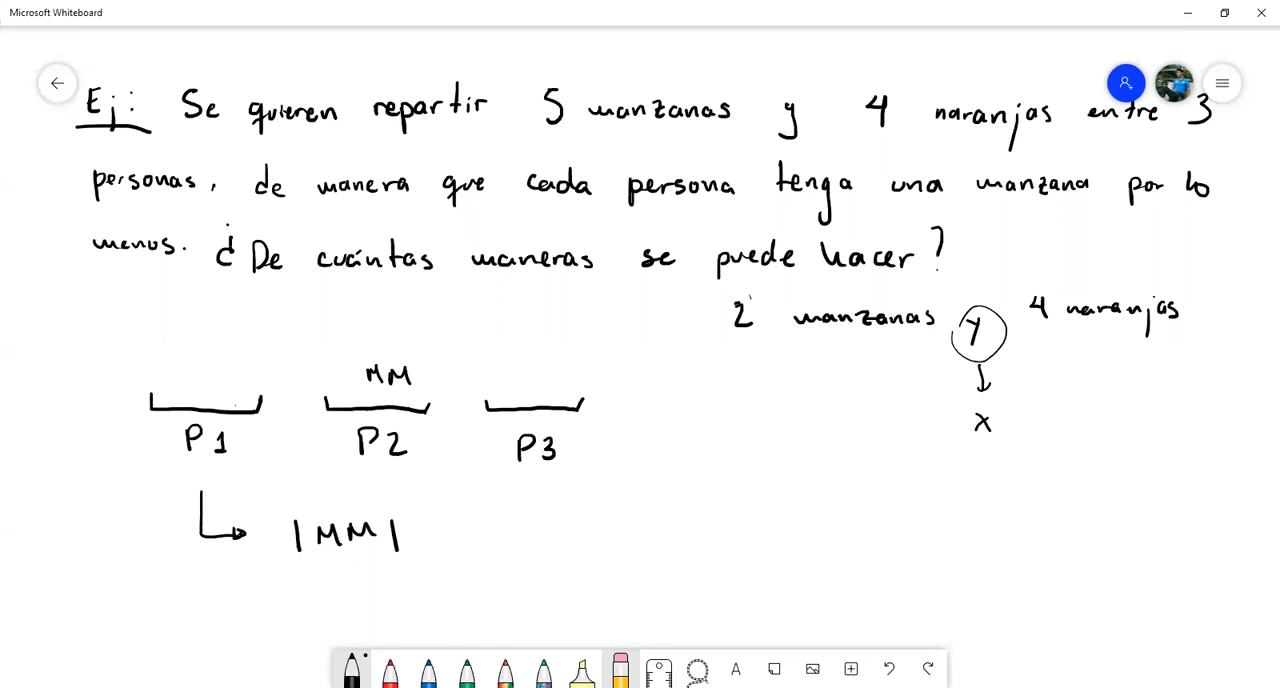 Microsoft Whiteboard
Ej: Se quieren repartir 5 manzanas y 4 naranjas entre 3
personas, de manera que cada persona tenga una manzana por lo
menos. ¿De cuántas maneras se puede hacer?
2 manzanas y 4 naranjas
x
MM
P1 P2 P3
|MM|
A